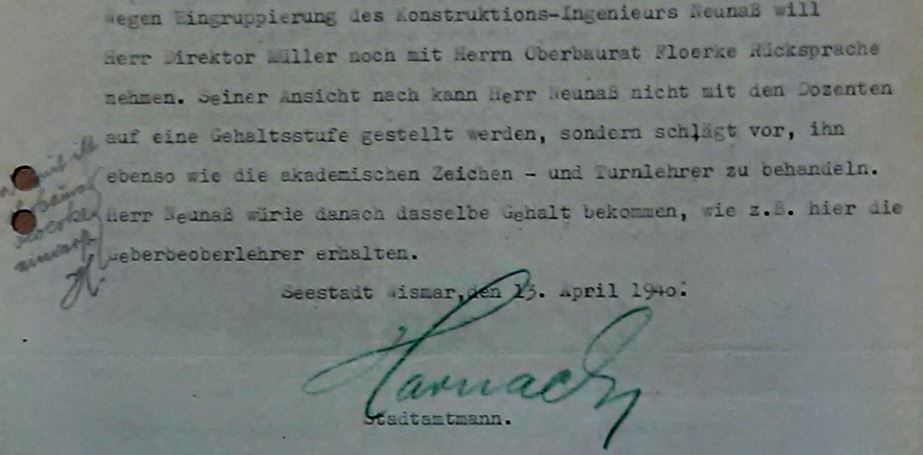 Wegen Eingruppierung des Konstruktions-Ingenieurs Neunaß will
Herr Direktor Müller noch mit Herrn Oberbaurat Floerke Rücksprache
nehmen. Seiner Ansicht nach kann Herr Neunaß nicht mit den Dozenten
auf eine Gehaltsstufe gestellt werden, sondern schlägt vor, ihn
ebenso wie die akademischen Zeichen - und Turnlehrer zu behandeln.
Herr Neunaß würde danach dasselbe Gehalt bekommen, wie z.B. hier die
Geberbeoberlehrer erhalten.
Seestadt Wismar, den 13. April 1940.
Stadtamtmann.